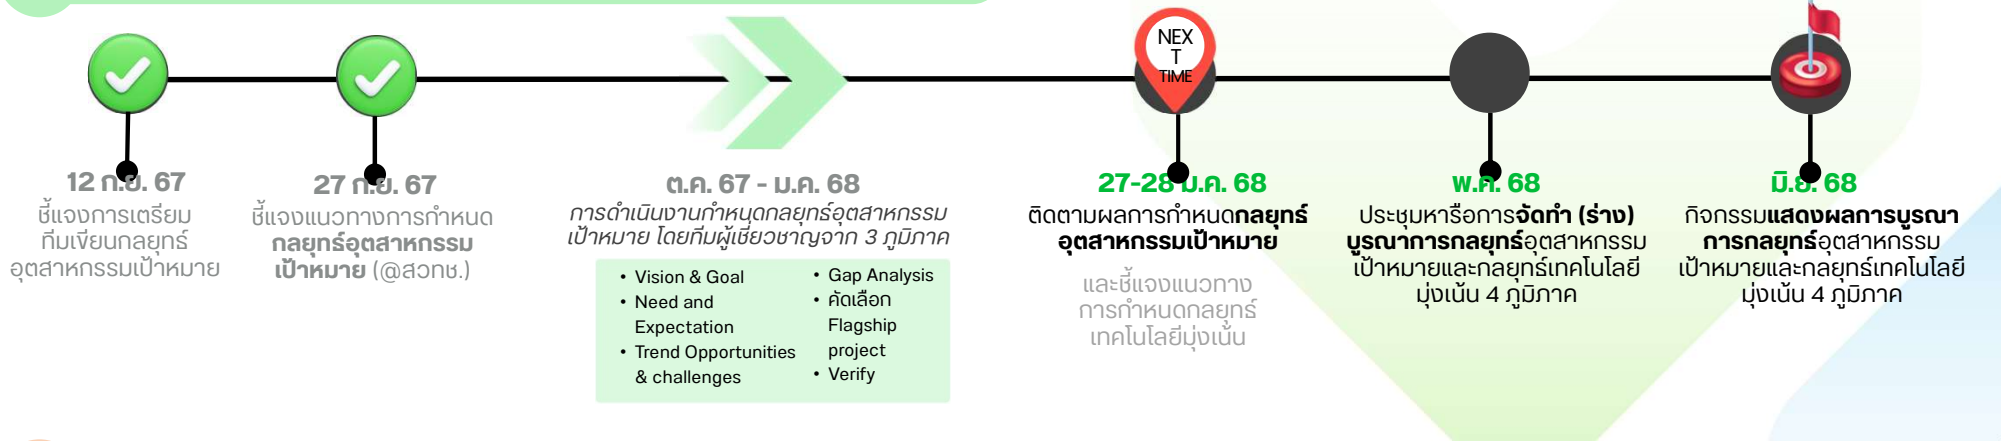 NEX
T
TIME
12 ก.ย. 67
ชี้แจงการเตรียม
ทีมเขียนกลยุทธ์
อุตสาหกรรมเป้าหมาย
27 ก.ย. 67
ชี้แจงแนวทางการกำหนด
กลยุทธ์อุตสาหกรรม
เป้าหมาย (@สวทช.)
ต.ค. 67 - ม.ค. 68
การดำเนินงานกำหนดกลยุทธ์อุตสาหกรรม
เป้าหมาย โดยทีมผู้เชี่ยวชาญจาก 3 ภูมิภาค
• Vision & Goal
• Need and
Expectation
• Trend Opportunities
& challenges
• Gap Analysis
• คัดเลือก
Flagship
project
• Verify
27-28 ม.ค. 68
ติดตามผลการกำหนดกลยุทธ์
อุตสาหกรรมเป้าหมาย
และชี้แจงแนวทาง
การกำหนดกลยุทธ์
เทคโนโลยีมุ่งเน้น
พ.ค. 68
ประชุมหารือการจัดทำ (ร่าง)
บูรณาการกลยุทธ์อุตสาหกรรม
เป้าหมายและกลยุทธ์เทคโนโลยี
มุ่งเน้น 4 ภูมิภาค
มิ.ย. 68
กิจกรรมแสดงผลการบูรณา
การกลยุทธ์อุตสาหกรรม
เป้าหมายและกลยุทธ์เทคโนโลยี
มุ่งเน้น 4 ภูมิภาค